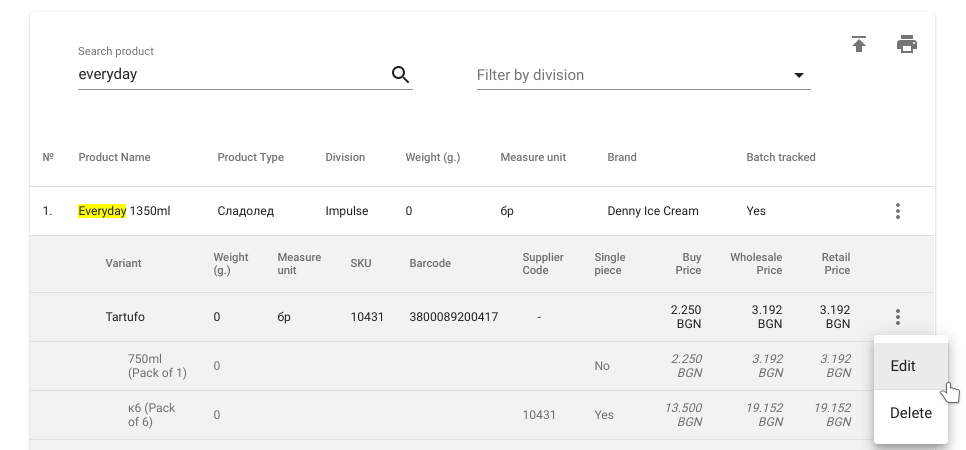 Search product
everyday
Filter by division
№ Product Name Product Type Division Weight (g.) Measure unit Brand Batch tracked
1. Everyday 1350ml Сладолед Impulse 0 бр Denny Ice Cream Yes
Variant Weight (g.) Measure unit SKU Barcode Supplier Code Single piece Buy Price Wholesale Price Retail Price
Tartufo 0 бр 10431 3800089200417 - 2.250 BGN 3.192 BGN 3.192 BGN
750ml (Pack of 1) 0 No 2.250 BGN 3.192 BGN 3.192 BGN
к6 (Pack of 6) 0 10431 Yes 13.500 BGN 19.152 BGN 19.152 BGN
Edit
Delete